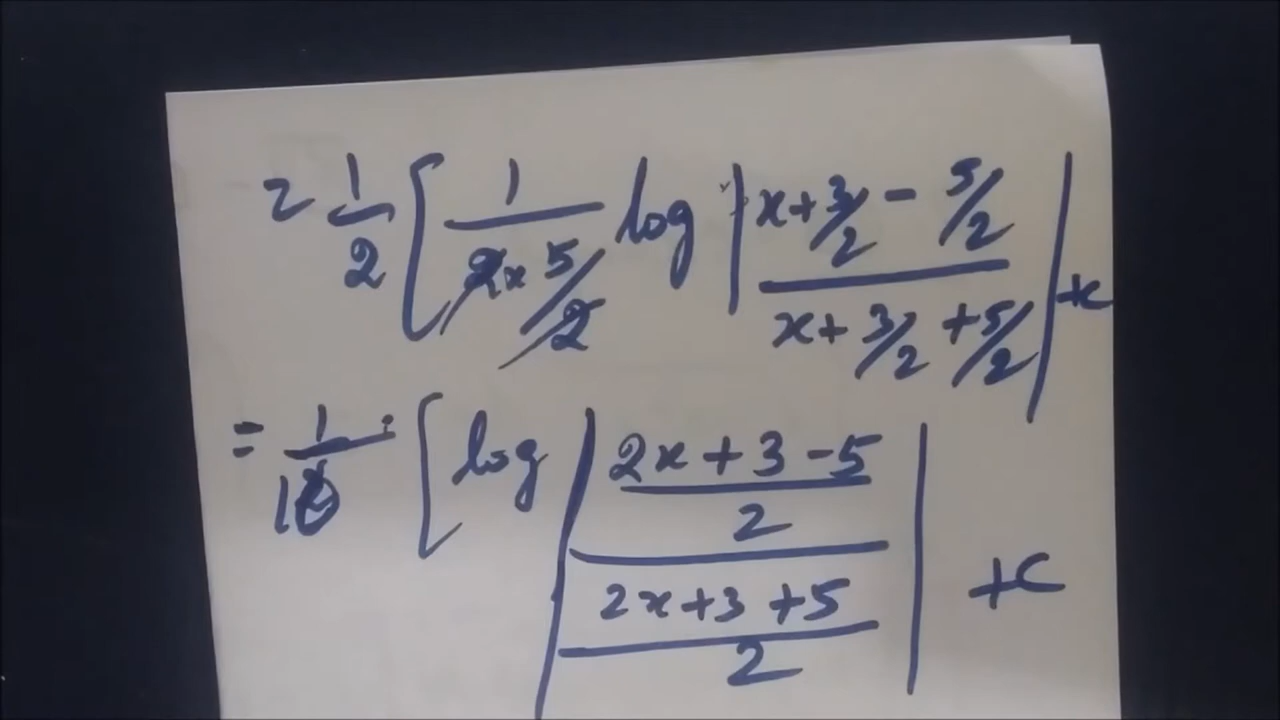 = 1/2 [ 1/(2×5/2) log | (x+3/2 - 5/2)/(x+3/2 +5/2) | +c
= 1/10 [ log | ((2x+3-5)/2)/((2x+3+5)/2) | +c